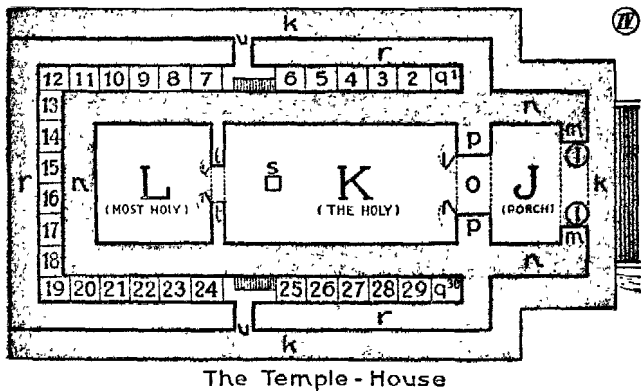 k
IV
u
r
12 11 10 9 8 7 6 5 4 3 2 q1
13
n
m
14
p
l
j
15
s
r n L K o J k
(MOST HOLY) (THE HOLY) (PORCH)
16
l
j
17
p
m
18
n
19 20 21 22 23 24 25 26 27 28 29 q30
r
u
k
The Temple-House